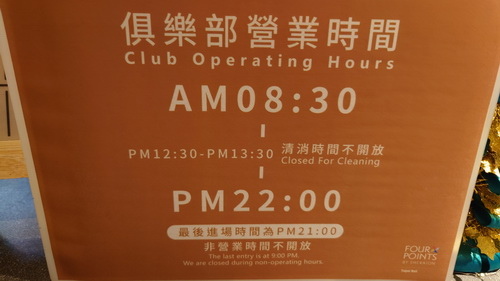 俱樂部營業時間
Club Operating Hours
AM08:30
PM12:30-PM13:30 清消時間不開放
Closed For Cleaning
PM22:00
最後進場時間為PM21:00
非營業時間不開放
The last entry is at 9:00 PM.
We are closed during non-operating hours.
FOUR
POINTS
BY SHERATON